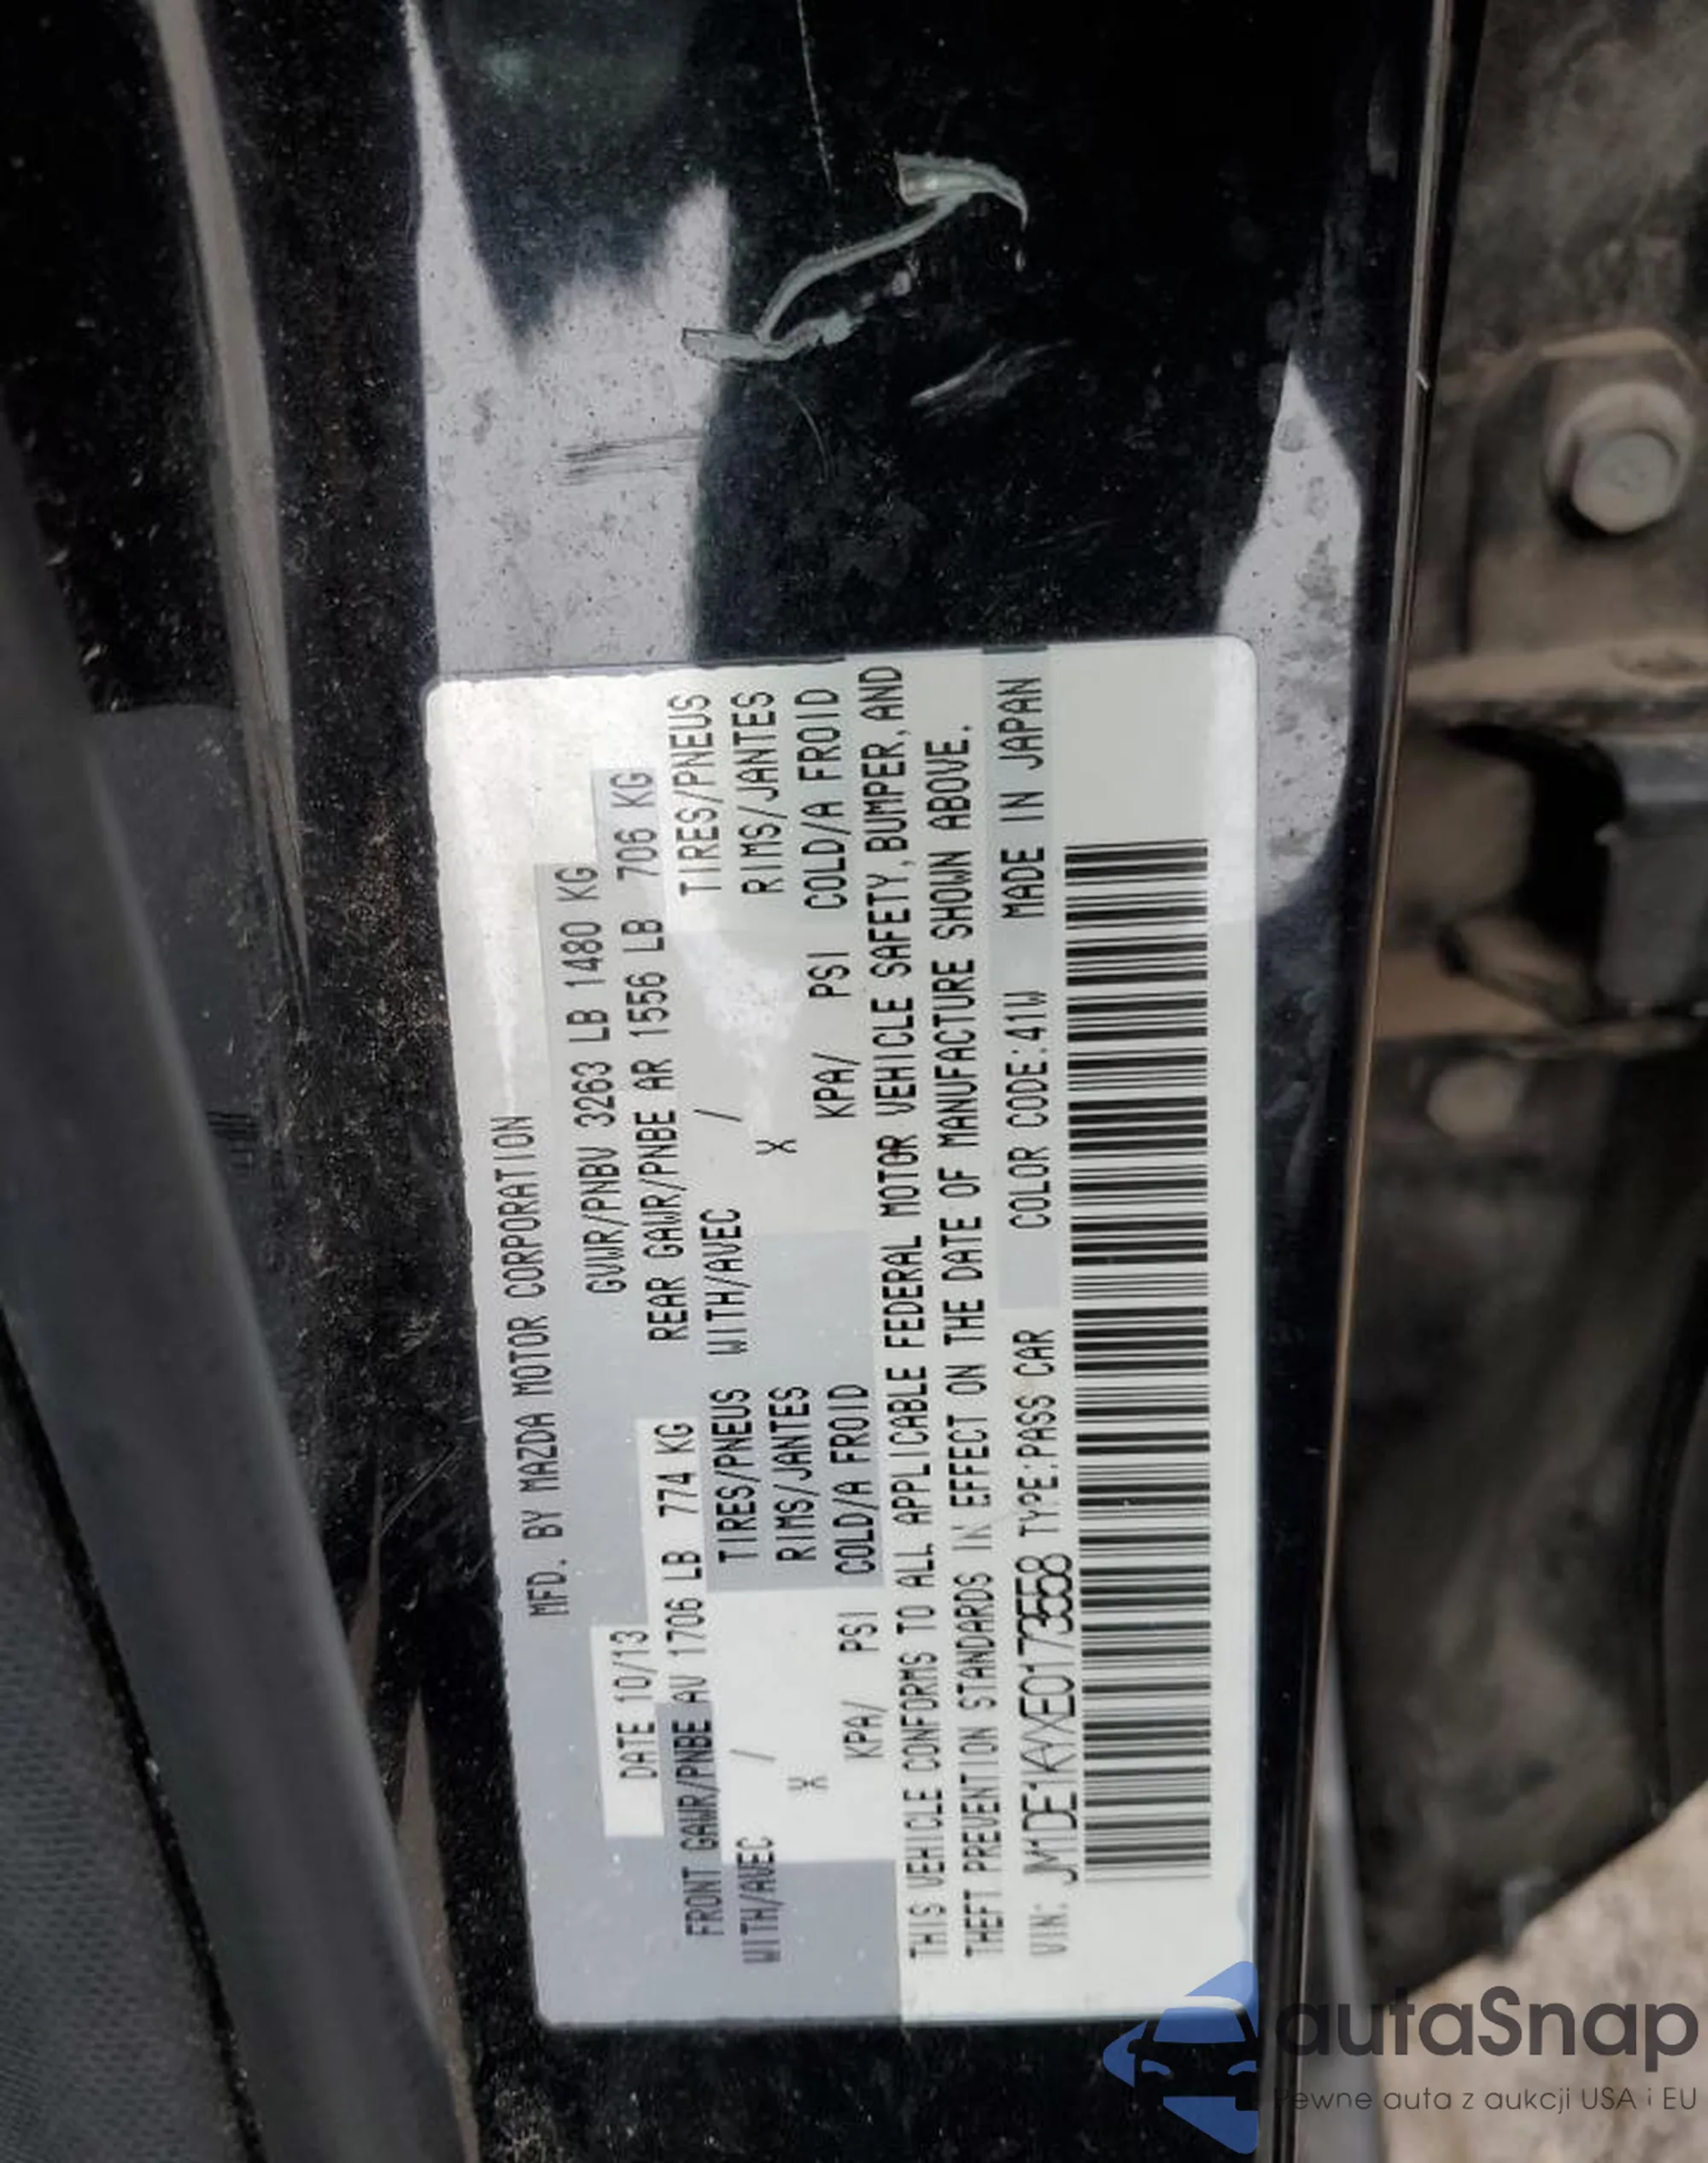 MFD. BY MAZDA MOTOR CORPORATION
DATE 10/13 GVWR/PNBV 3263 LB 1480 KG
FRONT GAWR/PNBE AV 1706 LB 774 KG REAR GAWR/PNBE AR 1556 LB 706 KG
WITH/AVEC / TIRES/PNEUS WITH/AVEC / TIRES/PNEUS
X RIMS/JANTES X RIMS/JANTES
KPA/ PSI COLD/A FROID KPA/ PSI COLD/A FROID
THIS VEHICLE CONFORMS TO ALL APPLICABLE FEDERAL MOTOR VEHICLE SAFETY, BUMPER, AND
THEFT PREVENTION STANDARDS IN EFFECT ON THE DATE OF MANUFACTURE SHOWN ABOVE.
VIN: JM1DE1KYXE0173558 TYPE:PASS CAR COLOR CODE:41W MADE IN JAPAN
autaSnap
Pewne auta z aukcji USA i EU